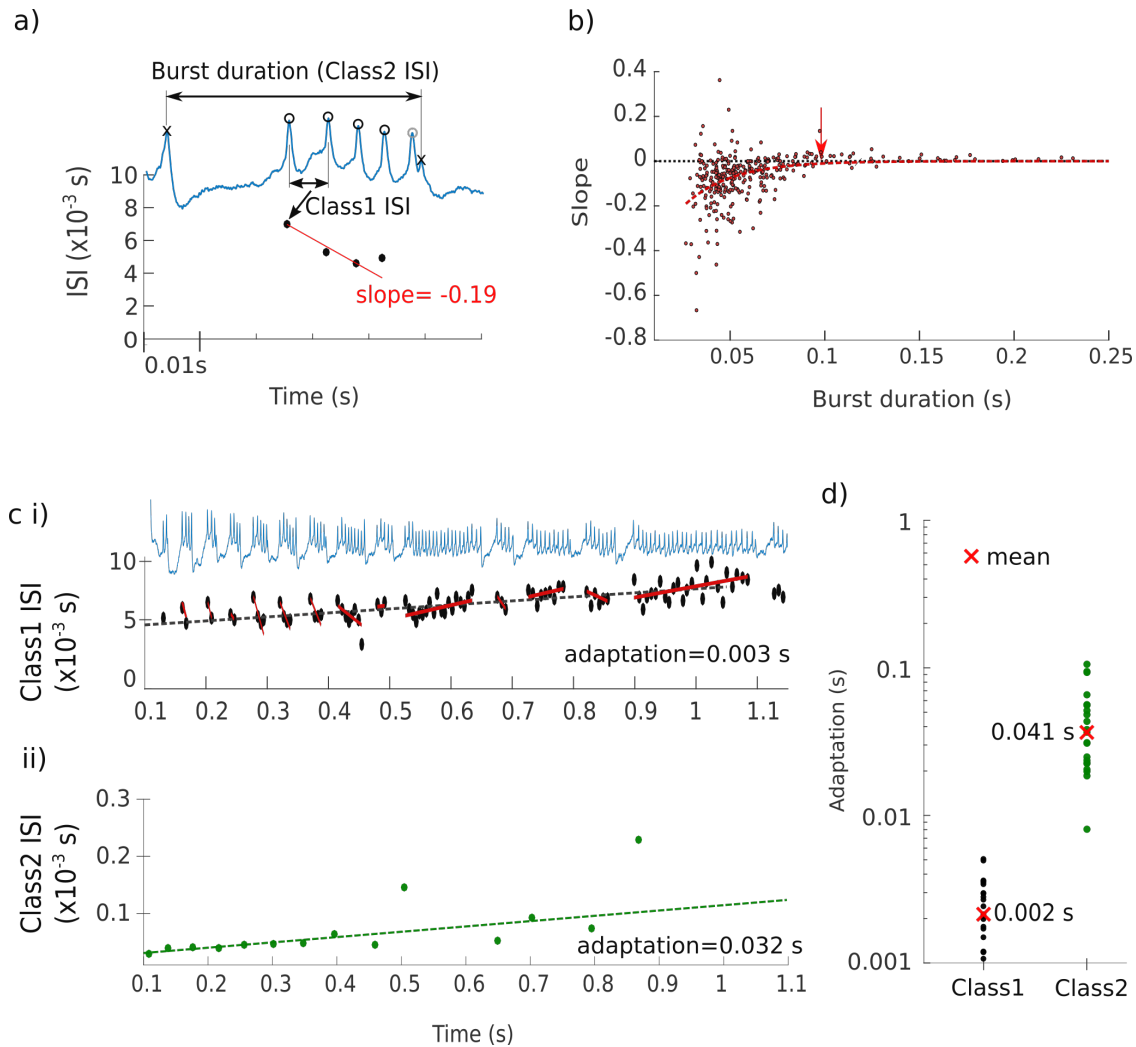 a)
Burst duration (Class2 ISI)
x
x
10
8
6
4
2
0
ISI (x10⁻³ s)
Class1 ISI
slope= -0.19
0.01s
Time (s)
b)
0.4
0.2
0
-0.2
-0.4
-0.6
-0.8
Slope
0.05
0.1
0.15
0.2
0.25
Burst duration (s)
c i)
10
5
0
Class1 ISI
(x10⁻³ s)
adaptation=0.003 s
0.1 0.2 0.3 0.4 0.5 0.6 0.7 0.8 0.9 1 1.1
ii)
0.3
0.2
0.1
Class2 ISI
(x10⁻³ s)
adaptation=0.032 s
0.1 0.2 0.3 0.4 0.5 0.6 0.7 0.8 0.9 1 1.1
Time (s)
d)
1
mean
0.1
0.041 s
0.01
0.002 s
0.001
Adaptation (s)
Class1
Class2